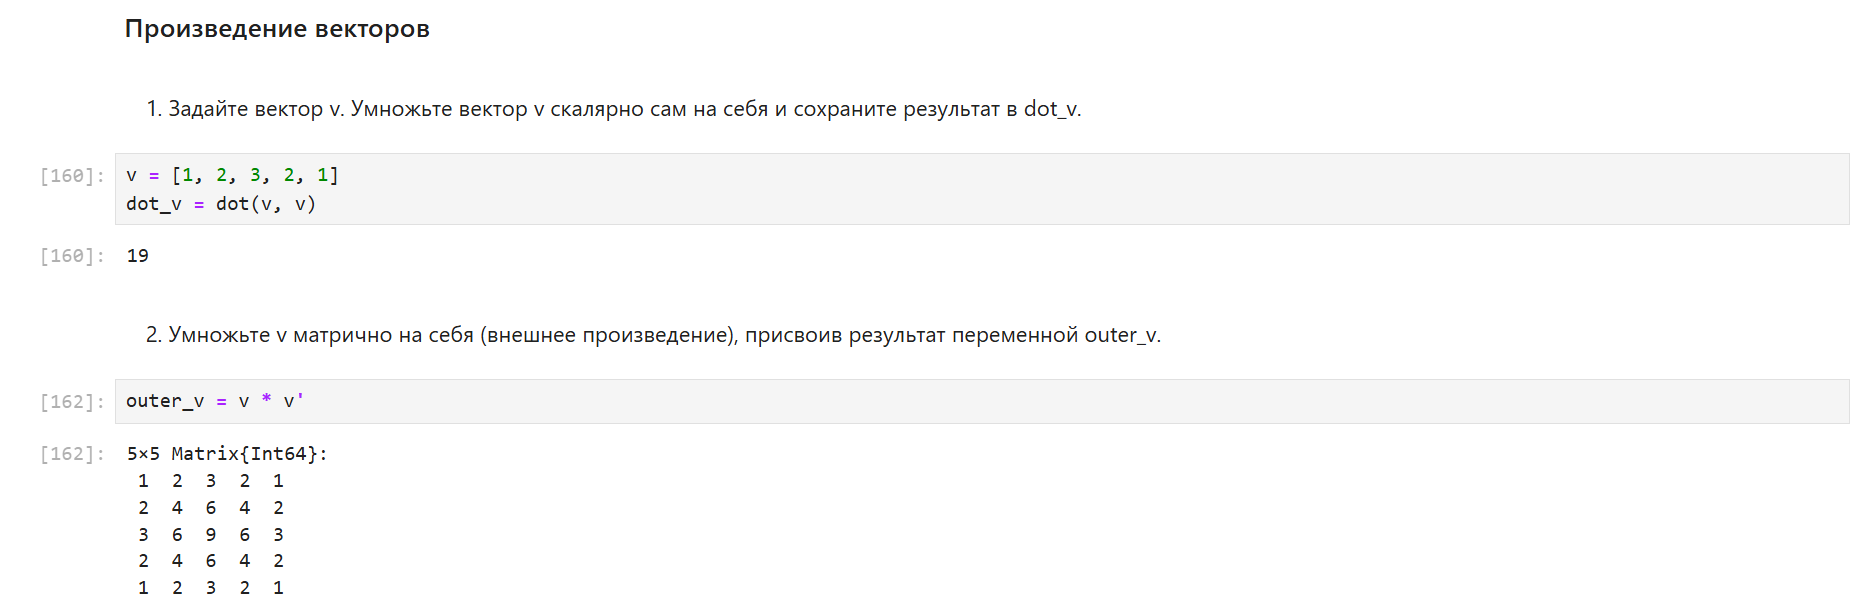 Произведение векторов
1. Задайте вектор v. Умножьте вектор v скалярно сам на себя и сохраните результат в dot_v.
[160]: v = [1, 2, 3, 2, 1]
dot_v = dot(v, v)
[160]: 19
2. Умножьте v матрично на себя (внешнее произведение), присвоив результат переменной outer_v.
[162]: outer_v = v * v'
[162]: 5×5 Matrix{Int64}:
1 2 3 2 1
2 4 6 4 2
3 6 9 6 3
2 4 6 4 2
1 2 3 2 1